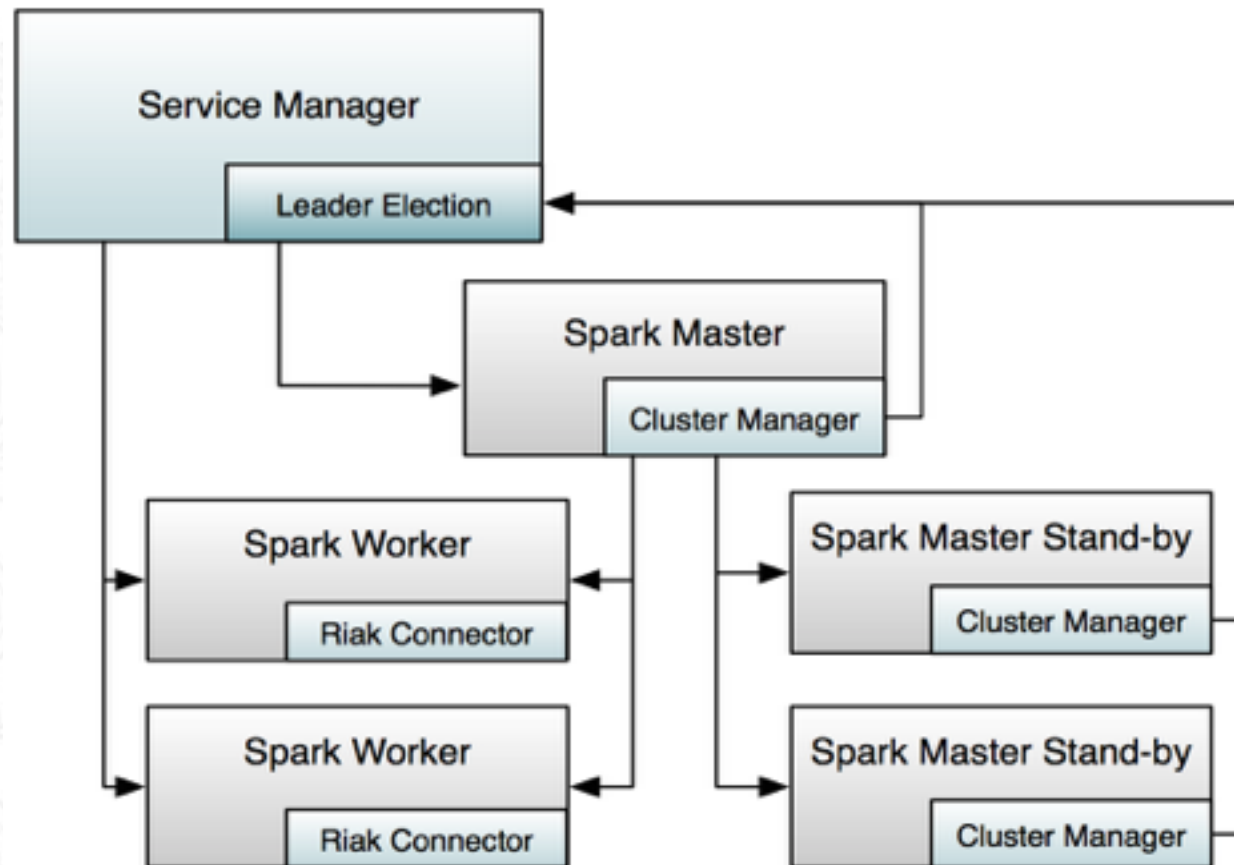 Service Manager
Leader Election
Spark Master
Cluster Manager
Spark Worker
Riak Connector
Spark Master Stand-by
Cluster Manager
Spark Worker
Riak Connector
Spark Master Stand-by
Cluster Manager